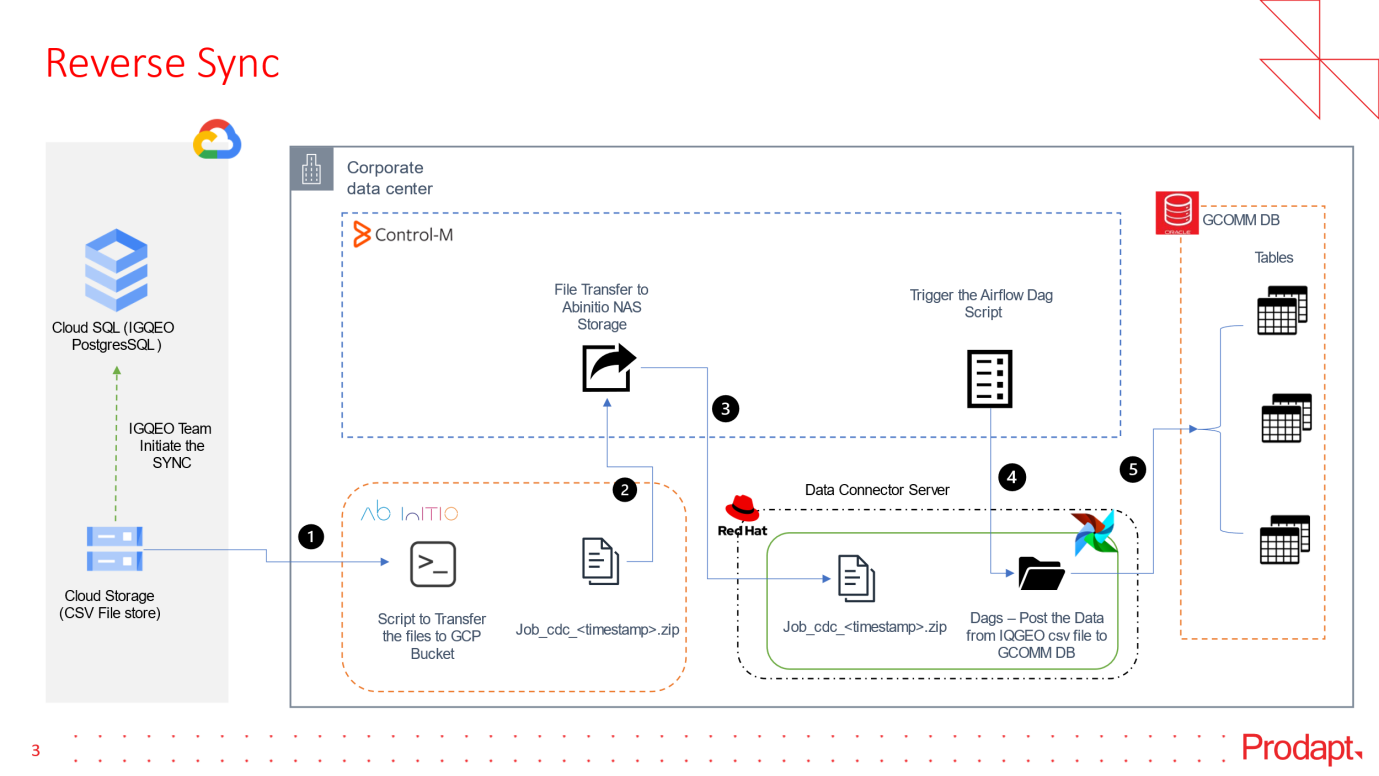 Reverse Sync
Corporate
data center
Control-M
ORACLE
GCOMM DB
Tables
File Transfer to
Abinitio NAS
Storage
Trigger the Airflow Dag
Script
Cloud SQL (IGQEO
PostgresSQL )
IGQEO Team
Initiate the
SYNC
3
4
5
2
1
Data Connector Server
Ab INITIO
Red Hat
Cloud Storage
(CSV File store)
Script to Transfer
the files to GCP
Bucket
Job_cdc_<timestamp>.zip
Job_cdc_<timestamp>.zip
Dags – Post the Data
from IQGEO csv file to
GCOMM DB
3
Prodapt.